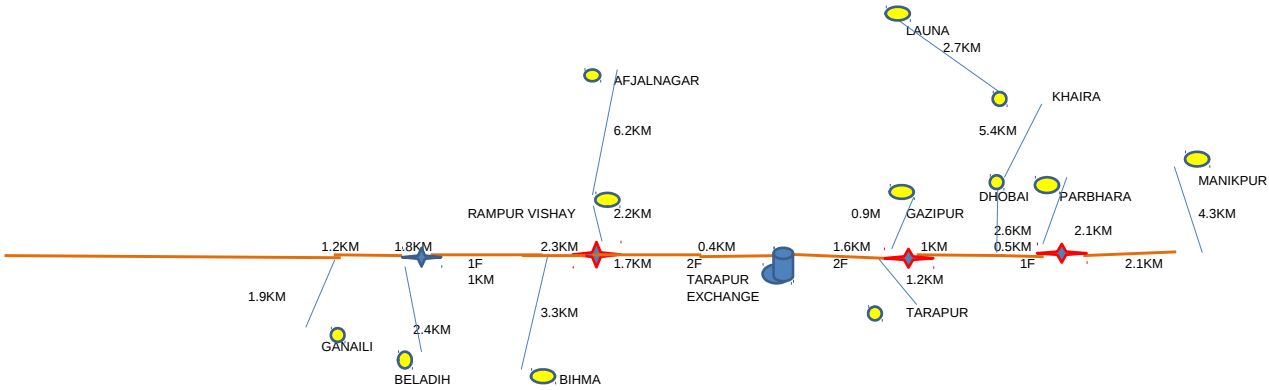 LAUNA
2.7KM
AFJALNAGAR
KHAIRA
6.2KM
5.4KM
MANIKPUR
DHOBAI
PARBHARA
RAMPUR VISHAY
2.2KM
0.9M
GAZIPUR
4.3KM
2.6KM
2.1KM
1.2KM
1.8KM
2.3KM
0.4KM
1.6KM
1KM
0.5KM
1F
1.7KM
2F
2F
1F
2.1KM
1KM
TARAPUR
EXCHANGE
1.2KM
1.9KM
3.3KM
TARAPUR
2.4KM
GANAILI
BELADIH
BIHMA